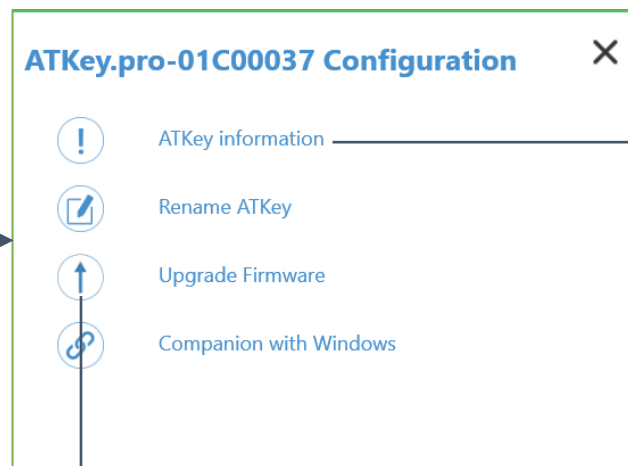 ATKey.pro-01C00037 Configuration
ATKey information
Rename ATKey
Upgrade Firmware
Companion with Windows